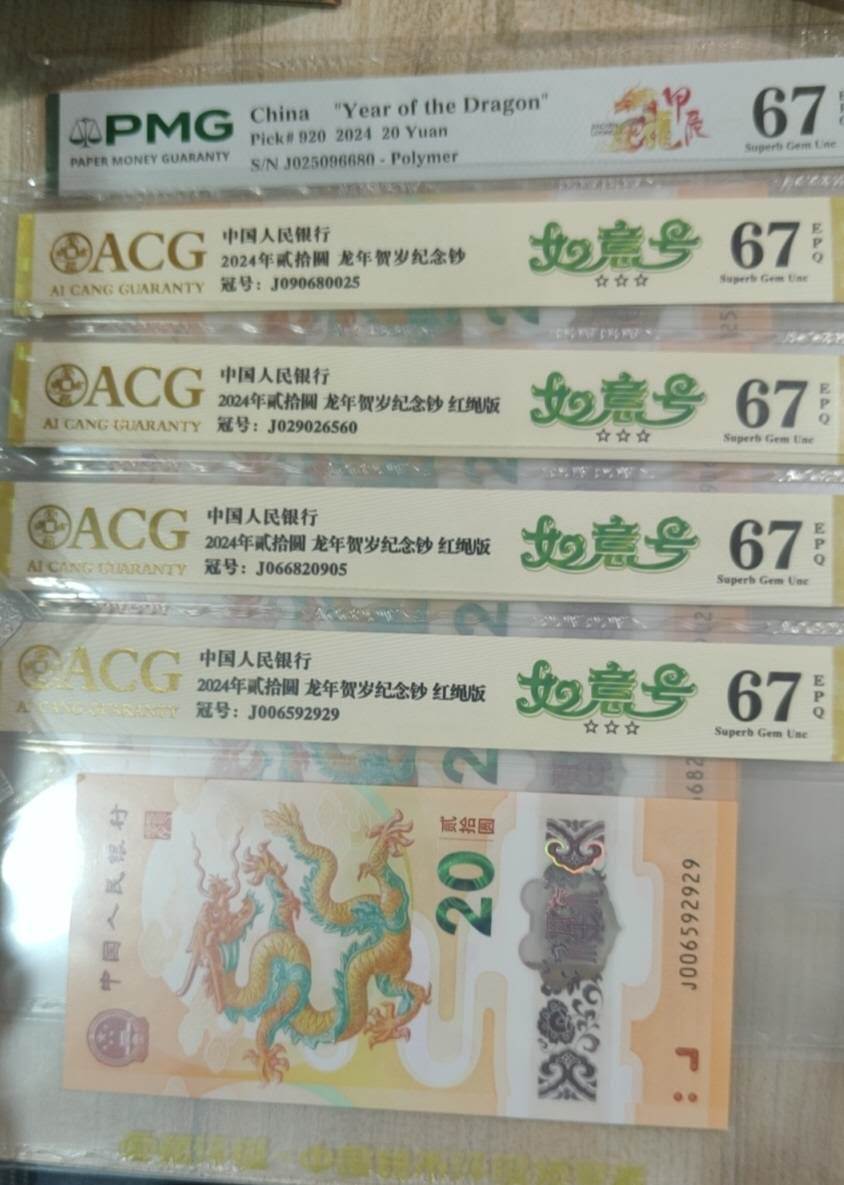 PMG
PAPER MONEY GUARANTY
China "Year of the Dragon"
Pick# 920 2024 20 Yuan
S/N J025096680 - Polymer
甲辰
67
Superb Gem Unc
ACG
AI CANG GUARANTY
中国人民银行
2024年贰拾圆 龙年贺岁纪念钞
冠号：J090680025
如意号
☆☆☆
67
EPQ
Superb Gem Unc
ACG
AI CANG GUARANTY
中国人民银行
2024年贰拾圆 龙年贺岁纪念钞 红绳版
冠号：J029026560
如意号
☆☆☆
67
EPQ
Superb Gem Unc
ACG
AI CANG GUARANTY
中国人民银行
2024年贰拾圆 龙年贺岁纪念钞 红绳版
冠号：J066820905
如意号
67
EPQ
Superb Gem Unc
ACG
AI CANG GUARANTY
中国人民银行
2024年贰拾圆 龙年贺岁纪念钞 红绳版
冠号：J006592929
如意号
☆☆☆
67
EPQ
Superb Gem Unc
中国人民银行
贰拾圆
20
J006592929